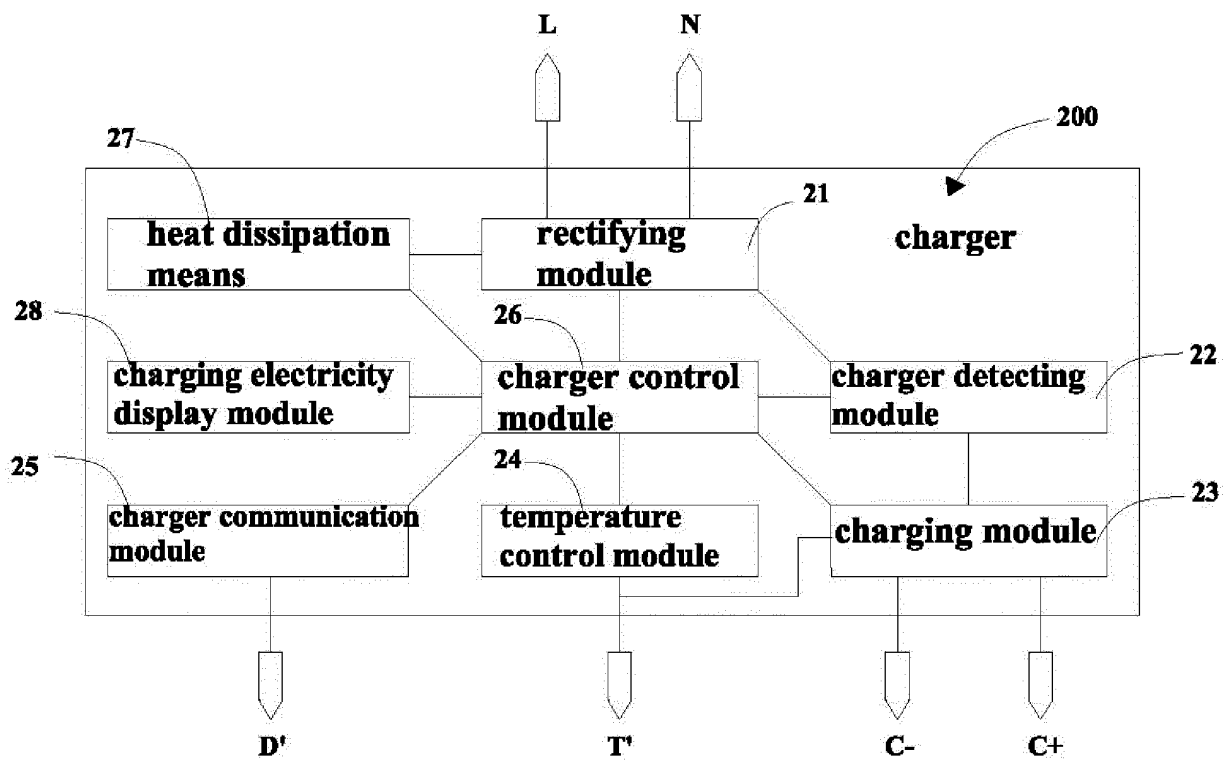 L N
200
27
21
heat dissipation
means
rectifying
module
charger
28
26
22
charging electricity
display module
charger control
module
charger detecting
module
25
24
23
charger communication
module
temperature
control module
charging module
D' T' C- C+